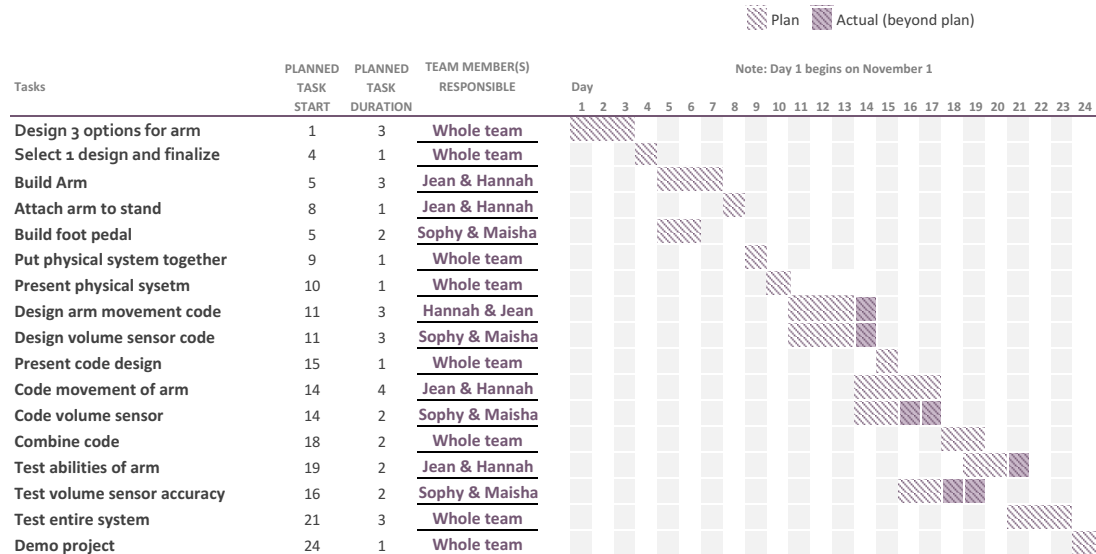 Plan Actual (beyond plan)
PLANNED PLANNED TEAM MEMBER(S) Note: Day 1 begins on November 1
Tasks TASK TASK RESPONSIBLE Day
START DURATION 1 2 3 4 5 6 7 8 9 10 11 12 13 14 15 16 17 18 19 20 21 22 23 24
Design 3 options for arm 1 3 Whole team
Select 1 design and finalize 4 1 Whole team
Build Arm 5 3 Jean & Hannah
Attach arm to stand 8 1 Jean & Hannah
Build foot pedal 5 2 Sophy & Maisha
Put physical system together 9 1 Whole team
Present physical sysetm 10 1 Whole team
Design arm movement code 11 3 Hannah & Jean
Design volume sensor code 11 3 Sophy & Maisha
Present code design 15 1 Whole team
Code movement of arm 14 4 Jean & Hannah
Code volume sensor 14 2 Sophy & Maisha
Combine code 18 2 Whole team
Test abilities of arm 19 2 Jean & Hannah
Test volume sensor accuracy 16 2 Sophy & Maisha
Test entire system 21 3 Whole team
Demo project 24 1 Whole team